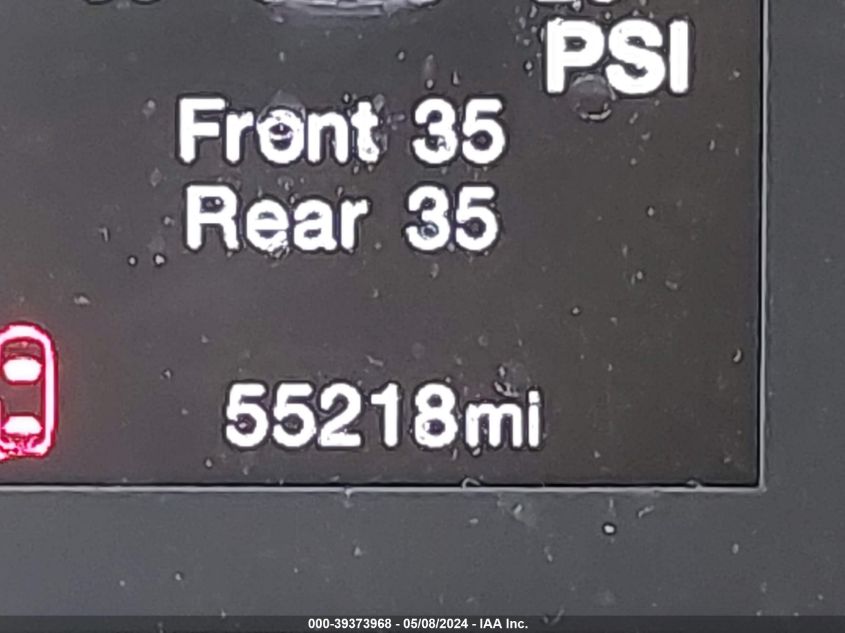 PSI
Front 35
Rear 35
55218mi
000-39373968 - 05/08/2024 - IAA Inc.